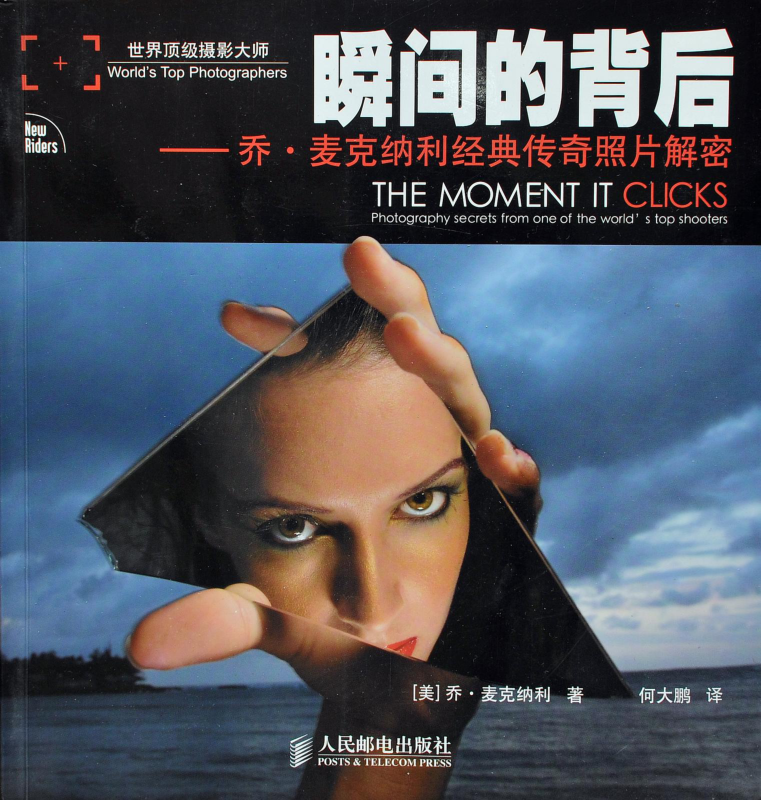 世界顶级摄影大师
World's Top Photographers
瞬间的背后
New
Riders
——乔·麦克纳利经典传奇照片解密
THE MOMENT IT CLICKS
Photography secrets from one of the world's top shooters
[美] 乔·麦克纳利 著 何大鹏 译
人民邮电出版社
POSTS & TELECOM PRESS